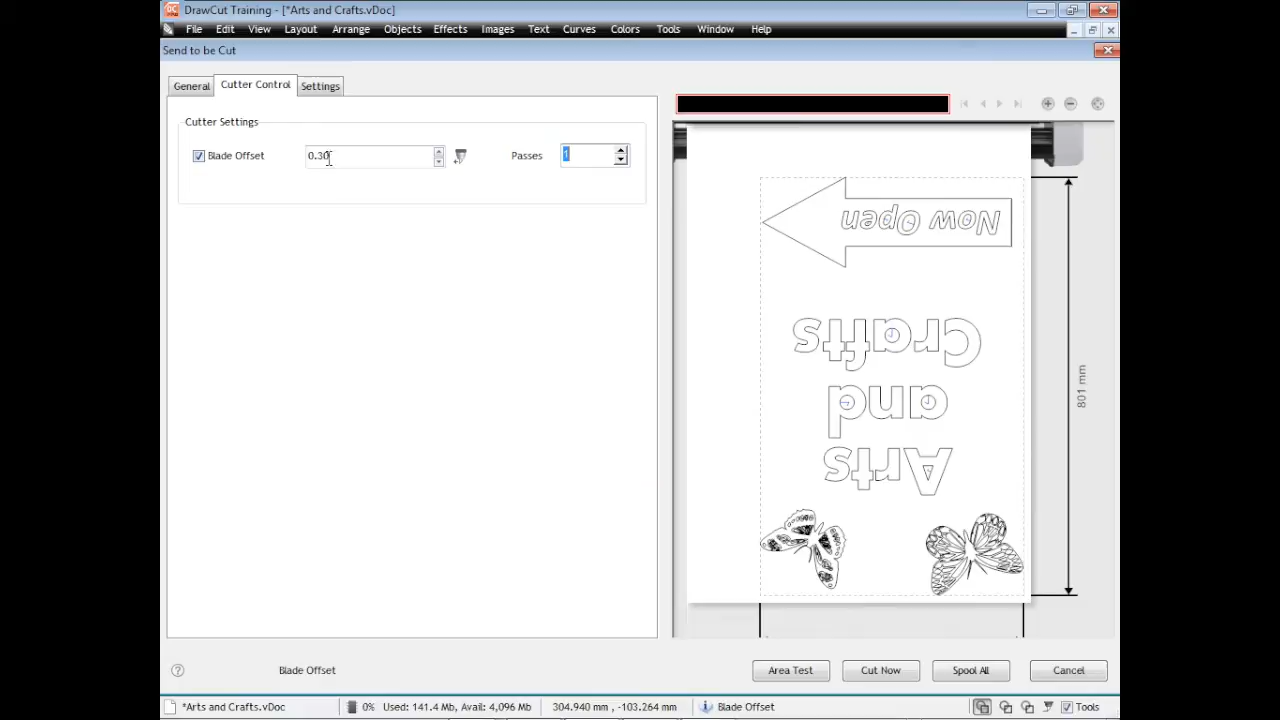 DrawCut Training - [*Arts and Crafts.vDoc]
File Edit View Layout Arrange Objects Effects Images Text Curves Colors Tools Window Help
Send to be Cut
General Cutter Control Settings
Cutter Settings
Blade Offset 0.30 Passes 1
Now Open
801 mm
Crafts
and
Arts
Blade Offset
Area Test Cut Now Spool All Cancel
*Arts and Crafts.vDoc 0% Used: 141.4 Mb, Avail: 4,096 Mb 304.940 mm , -103.264 mm Blade Offset Tools